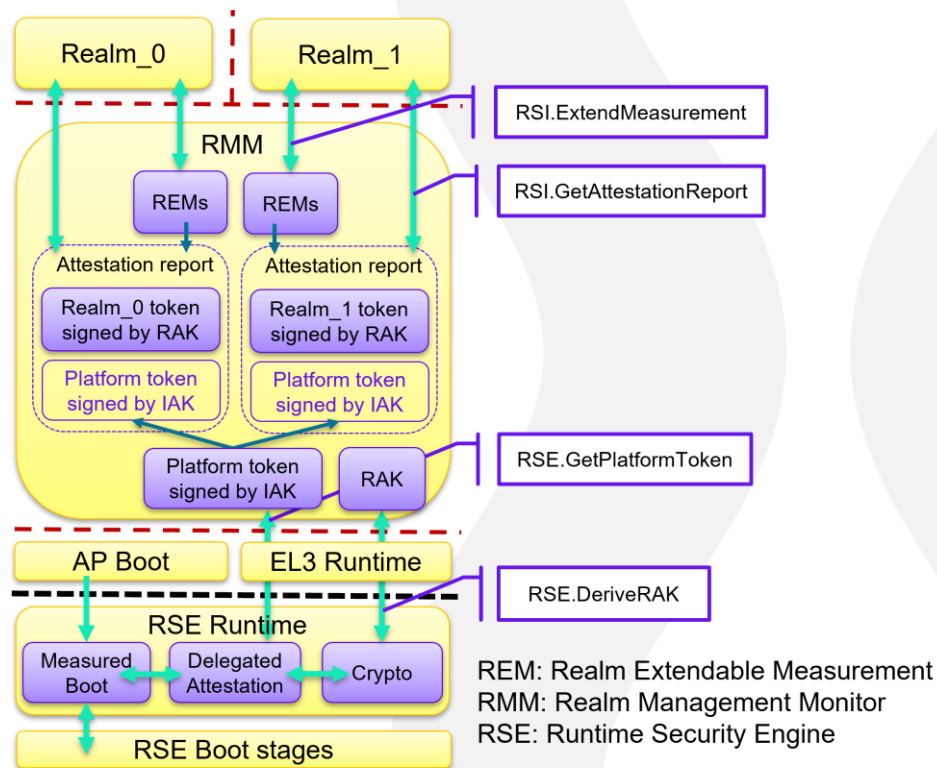 Realm_0
Realm_1
RSI.ExtendMeasurement
RMM
RSI.GetAttestationReport
REMs
REMs
Attestation report
Attestation report
Realm_0 token
signed by RAK
Realm_1 token
signed by RAK
Platform token
signed by IAK
Platform token
signed by IAK
Platform token
signed by IAK
RAK
RSE.GetPlatformToken
AP Boot
EL3 Runtime
RSE.DeriveRAK
RSE Runtime
Measured
Boot
Delegated
Attestation
Crypto
RSE Boot stages
REM: Realm Extendable Measurement
RMM: Realm Management Monitor
RSE: Runtime Security Engine